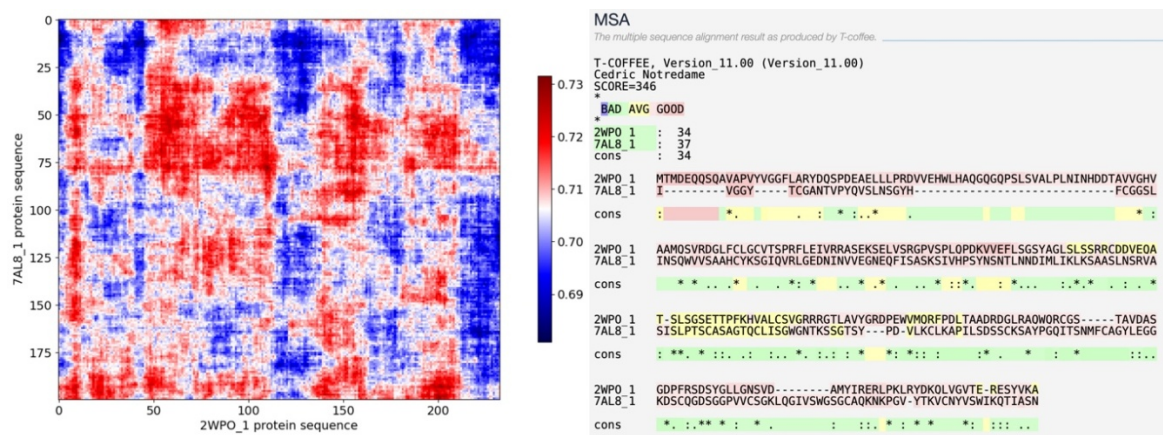 7AL8_1 protein sequence
0
25
50
75
100
125
150
175
0 50 100 150 200
2WPO_1 protein sequence
0.73
0.72
0.71
0.70
0.69
MSA
The multiple sequence alignment result as produced by T-coffee.
T-COFFEE, Version_11.00 (Version_11.00)
Cedric Notredame
SCORE=346
*
BAD AVG GOOD
*
2WPO_1 : 34
7AL8_1 : 37
cons : 34
2WPO_1 MTMDEQQSQAVAPVYVGGFLARYDQSPDEAELLLPRDVVEHWLHAQGQGQPSLSVALPLNINHDDTAVVGHV
7AL8_1 I--------VGGY-----TCGANTVPYQVSLNSGYH-------------------------------FCGGSL
cons : *. . : * :..* . * :
2WPO_1 AAMQSVRDGLFCLGCVTSPRFLEIVRRASEKSELVSRGPVSPLQPDKVVEFLSGSYAGLSLSSRRCDDVEQA
7AL8_1 INSQWVVSAAHCYKSGIQVRLGEDNINVVEGNEQFISASKSIVHPSYNSNTLNNDIMLIKLKSAASLNSRVA
cons * * .. .* . *: * . *. . . * ::*. * ... :.*.* . : . *
2WPO_1 T-SLSGSETTPFKHVALCSVGRRRGTLAVYGRDPEWVMQRFPDLTAADRDGLRAQWQRCGS-----TAVDAS
7AL8_1 SISLPTSCASAGTQCLISGWGNTKSSGTSY---PD-VLKCLKAPILSDSSCKSAYPGQITSNMFCAGYLEGG
cons : **. * ::. .: . * . .: : * *: *:: : :* . * : * ::..
2WPO_1 GDPFRSDSYGLLGNSVD--------AMYIRERLPKLRYDKQLVGVTE-RESYVKA
7AL8_1 KDSCQGDSGGPVVCSGKLQGIVSWGSGCAQKNKPGV-YTKVCNYVSWIKQTIASN
cons *. :.** * : * . : ::. * : * * *: :: ..